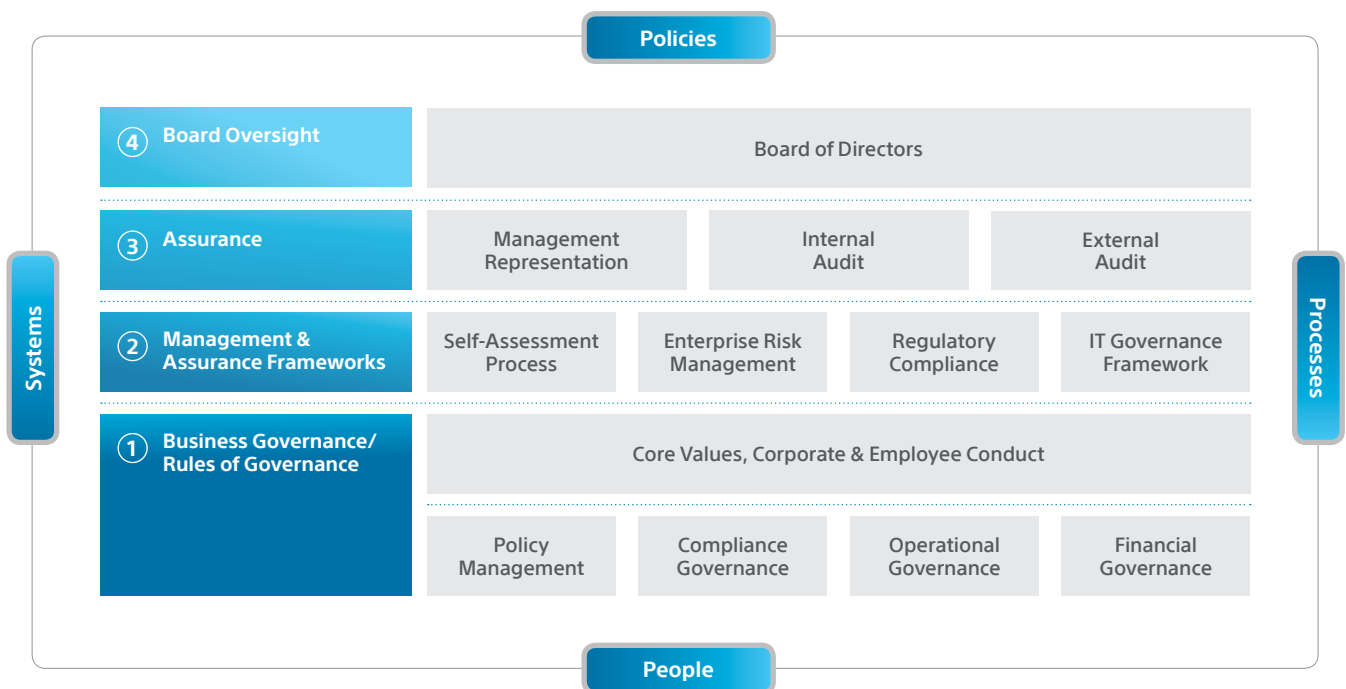 Policies
4 Board Oversight
Board of Directors
3 Assurance
Management
Representation
Internal
Audit
External
Audit
Systems
2 Management &
Assurance Frameworks
Self-Assessment
Process
Enterprise Risk
Management
Regulatory
Compliance
IT Governance
Framework
Processes
1 Business Governance/
Rules of Governance
Core Values, Corporate & Employee Conduct
Policy
Management
Compliance
Governance
Operational
Governance
Financial
Governance
People